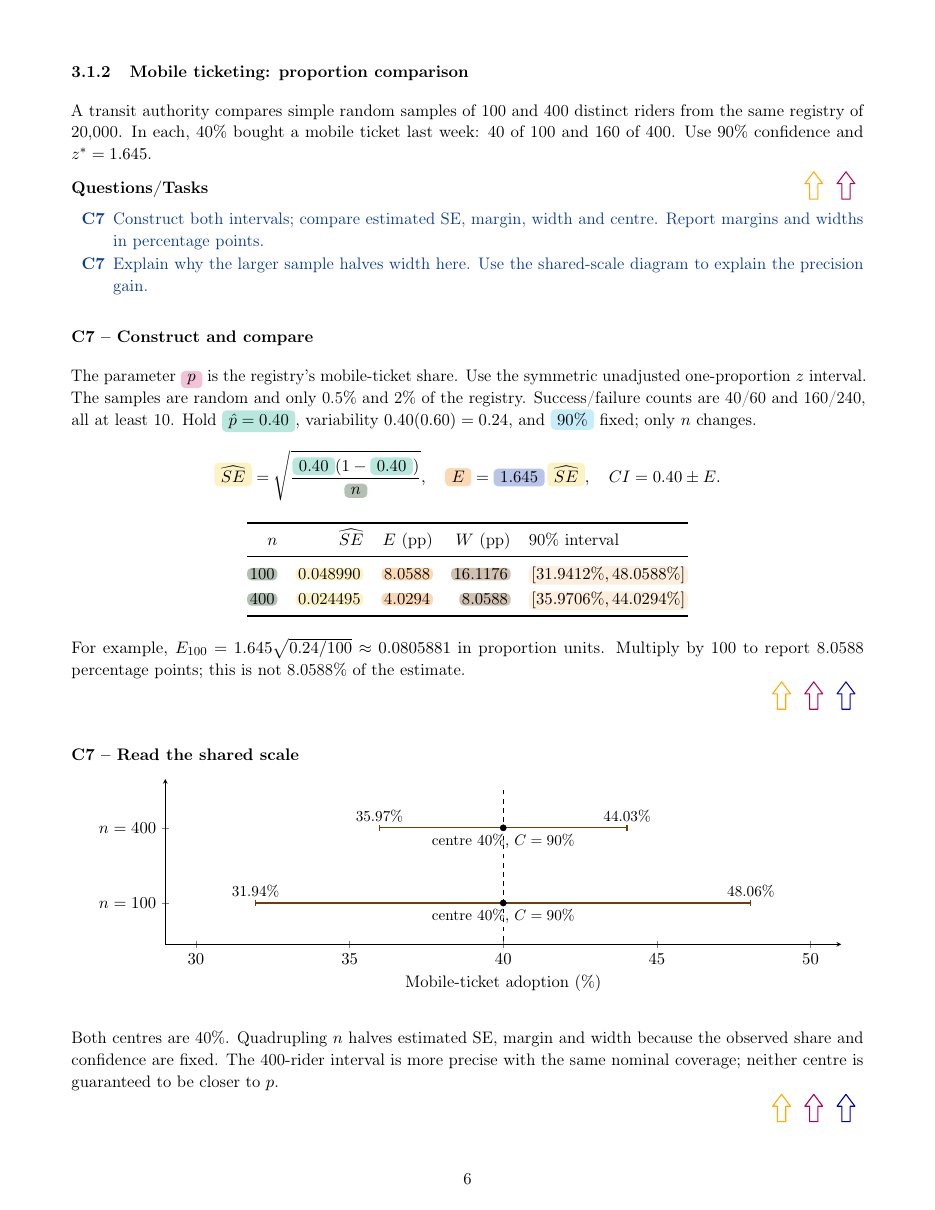 3.1.2 Mobile ticketing: proportion comparison
A transit authority compares simple random samples of 100 and 400 distinct riders from the same registry of
20,000. In each, 40% bought a mobile ticket last week: 40 of 100 and 160 of 400. Use 90% confidence and
z* = 1.645.
Questions/Tasks
C7 Construct both intervals; compare estimated SE, margin, width and centre. Report margins and widths
in percentage points.
C7 Explain why the larger sample halves width here. Use the shared-scale diagram to explain the precision
gain.
C7 – Construct and compare
The parameter p is the registry's mobile-ticket share. Use the symmetric unadjusted one-proportion z interval.
The samples are random and only 0.5% and 2% of the registry. Success/failure counts are 40/60 and 160/240,
all at least 10. Hold p̂ = 0.40, variability 0.40(0.60) = 0.24, and 90% fixed; only n changes.
\widehat{SE} = \sqrt{\frac{0.40(1 − 0.40)}{n}}, E = 1.645 \widehat{SE}, CI = 0.40 ± E.
n \widehat{SE} E (pp) W (pp) 90% interval
100 0.048990 8.0588 16.1176 [31.9412%, 48.0588%]
400 0.024495 4.0294 8.0588 [35.9706%, 44.0294%]
For example, E₁₀₀ = 1.645√0.24/100 ≈ 0.0805881 in proportion units. Multiply by 100 to report 8.0588
percentage points; this is not 8.0588% of the estimate.
C7 – Read the shared scale
35.97% 44.03%
n = 400
centre 40%, C = 90%
31.94% 48.06%
n = 100
centre 40%, C = 90%
30 35 40 45 50
Mobile-ticket adoption (%)
Both centres are 40%. Quadrupling n halves estimated SE, margin and width because the observed share and
confidence are fixed. The 400-rider interval is more precise with the same nominal coverage; neither centre is
guaranteed to be closer to p.
6